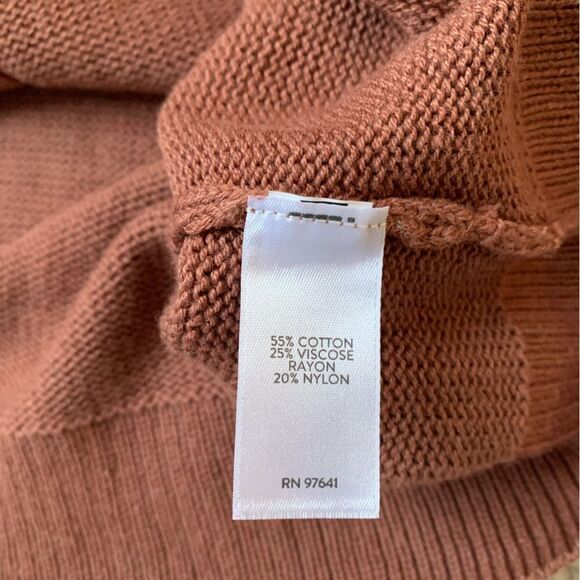 55% COTTON
25% VISCOSE
RAYON
20% NYLON
RN 97641